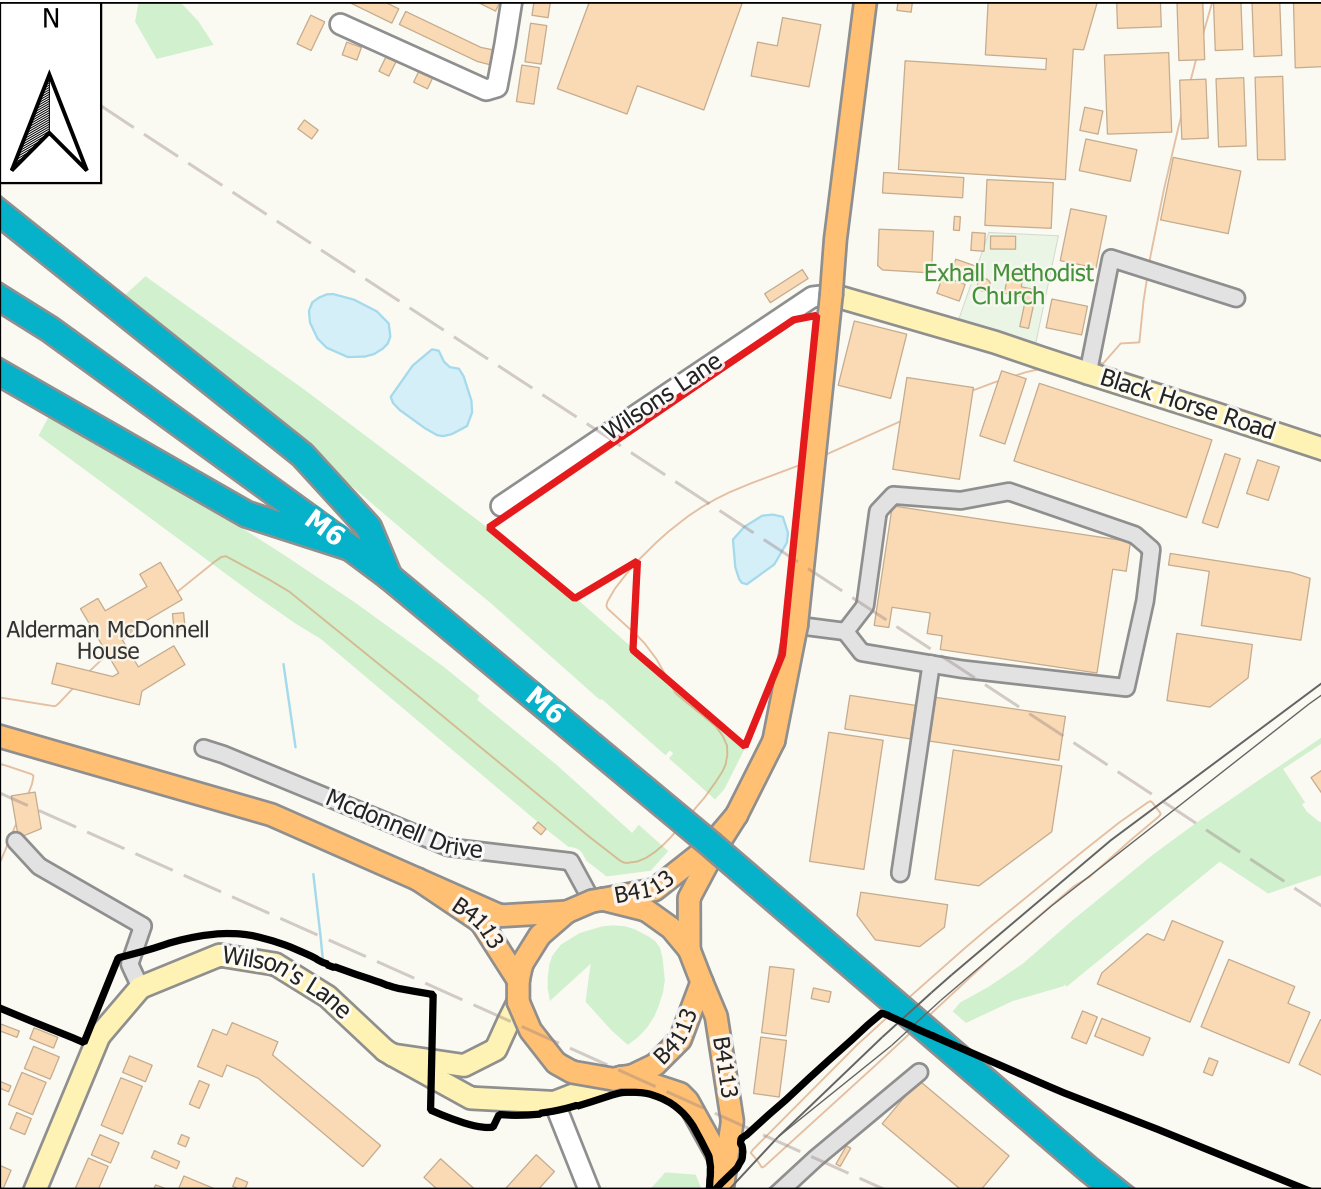 N
Exhall Methodist
Church
Wilsons Lane
Black Horse Road
M6
Alderman McDonnell
House
M6
Mcdonnell Drive
B4113
B4113
Wilson's Lane
B4113
B4113